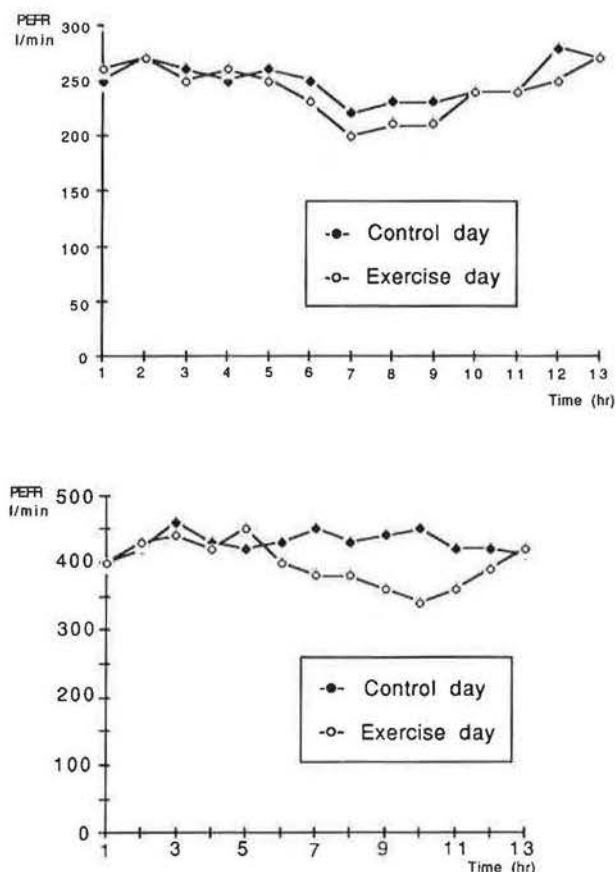 PEFR
l/min
300
250
200
150
100
50
0
Control day
Exercise day
1 2 3 4 5 6 7 8 9 10 11 12 13
Time (hr)
PEFR
l/min
500
400
300
200
100
0
Control day
Exercise day
1 3 5 7 9 11 13
Time (hr)